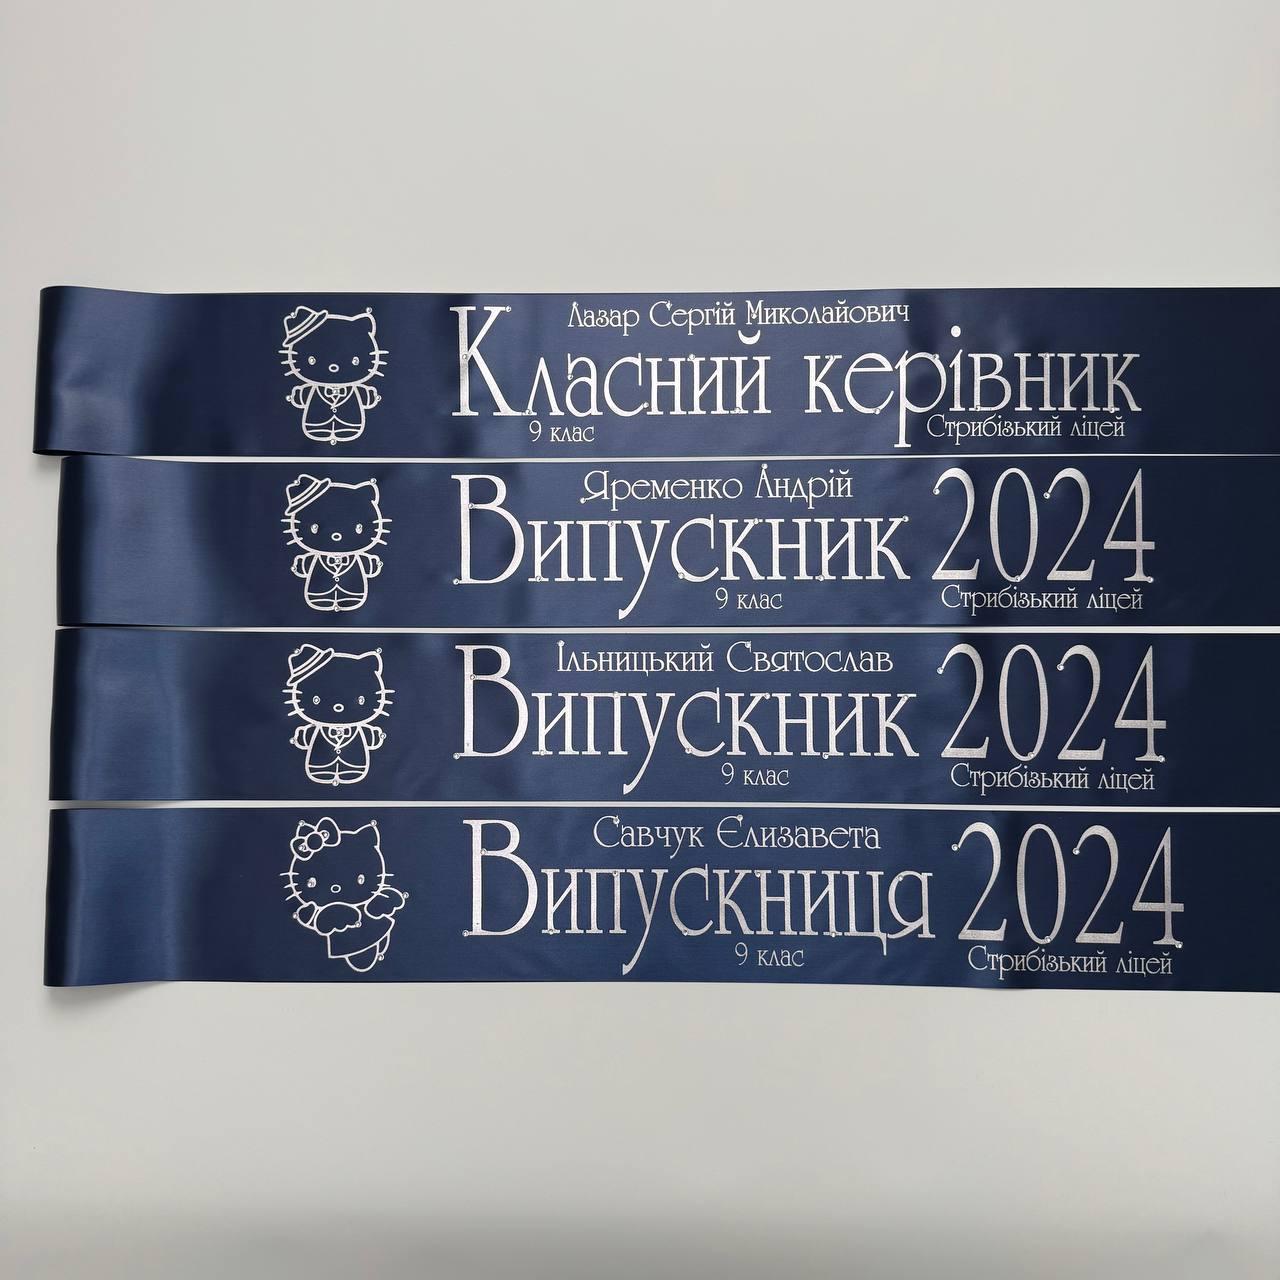 Лазар Сергій Миколайович
Класний керівник
9 клас
Стрибізький ліцей
Яременко Андрій
Випускник 2024
9 клас
Стрибізький ліцей
Ільницький Святослав
Випускник 2024
9 клас
Стрибізький ліцей
Савчук Єлизавета
Випускниця 2024
9 клас
Стрибізький ліцей